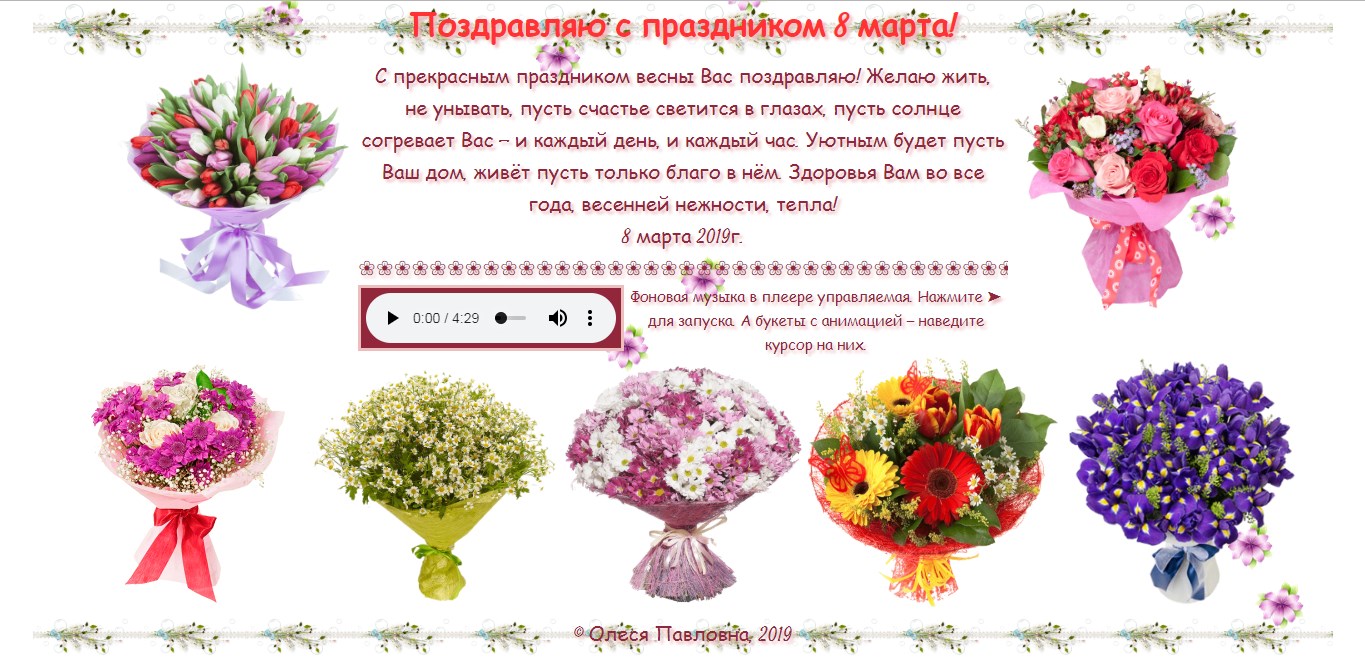 Поздравляю с праздником 8 марта!
С прекрасным праздником весны Вас поздравляю! Желаю жить,
не унывать, пусть счастье светится в глазах, пусть солнце
согревает Вас – и каждый день, и каждый час. Уютным будет пусть
Ваш дом, живёт пусть только благо в нём. Здоровья Вам во все
года, весенней нежности, тепла!
8 марта 2019г.
0:00 / 4:29
Фоновая музыка в плеере управляемая. Нажмите ➤
для запуска. А букеты с анимацией – наведите
курсор на них.
© Олеся Павловна, 2019